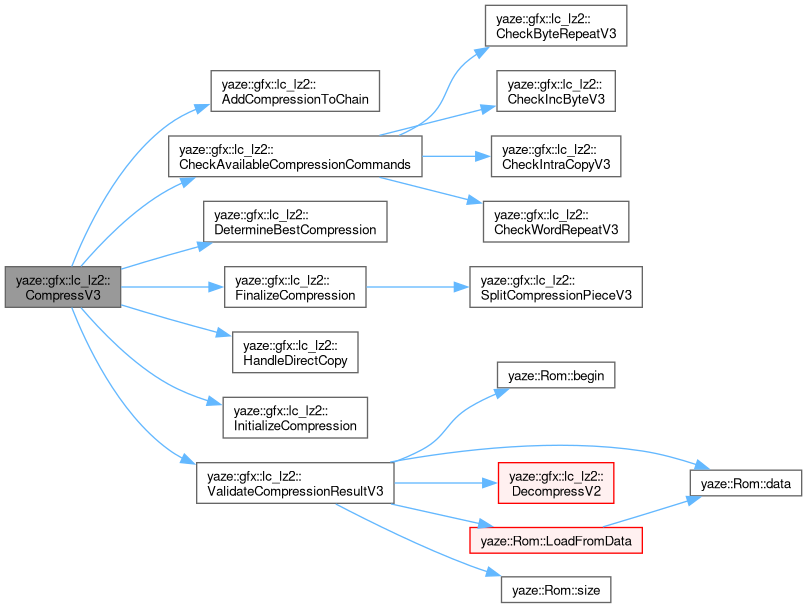 yaze::gfx::lc_lz2::
CompressV3
yaze::gfx::lc_lz2::
AddCompressionToChain
yaze::gfx::lc_lz2::
CheckAvailableCompressionCommands
yaze::gfx::lc_lz2::
CheckByteRepeatV3
yaze::gfx::lc_lz2::
CheckIncByteV3
yaze::gfx::lc_lz2::
CheckIntraCopyV3
yaze::gfx::lc_lz2::
CheckWordRepeatV3
yaze::gfx::lc_lz2::
DetermineBestCompression
yaze::gfx::lc_lz2::
FinalizeCompression
yaze::gfx::lc_lz2::
SplitCompressionPieceV3
yaze::gfx::lc_lz2::
HandleDirectCopy
yaze::gfx::lc_lz2::
InitializeCompression
yaze::gfx::lc_lz2::
ValidateCompressionResultV3
yaze::Rom::begin
yaze::Rom::data
yaze::gfx::lc_lz2::
DecompressV2
yaze::Rom::LoadFromData
yaze::Rom::size